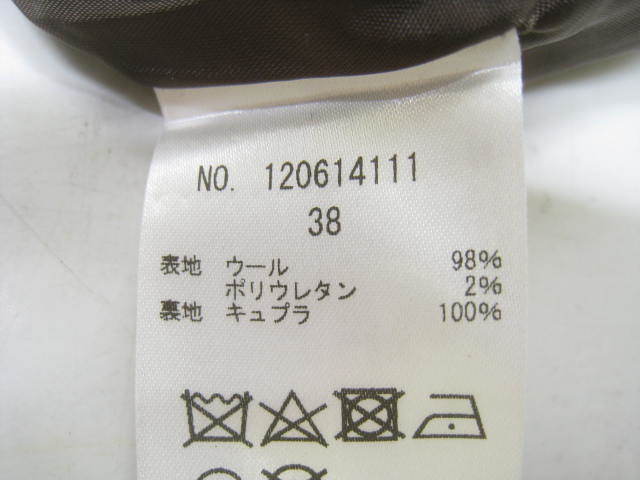 NO. 120614111
38
表地 ウール 98%
ポリウレタン 2%
裏地 キュプラ 100%